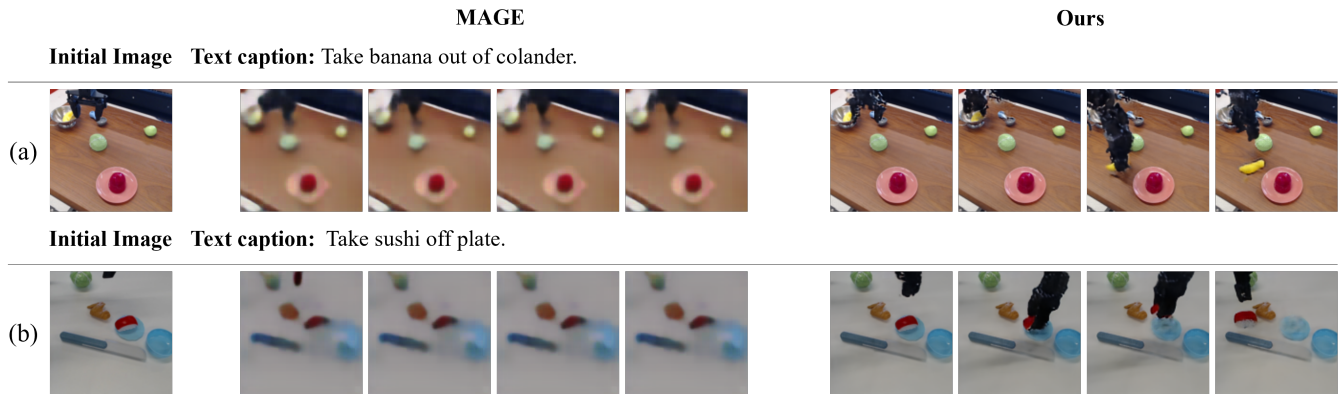 MAGE Ours
Initial Image Text caption: Take banana out of colander.
(a)
Initial Image Text caption: Take sushi off plate.
(b)